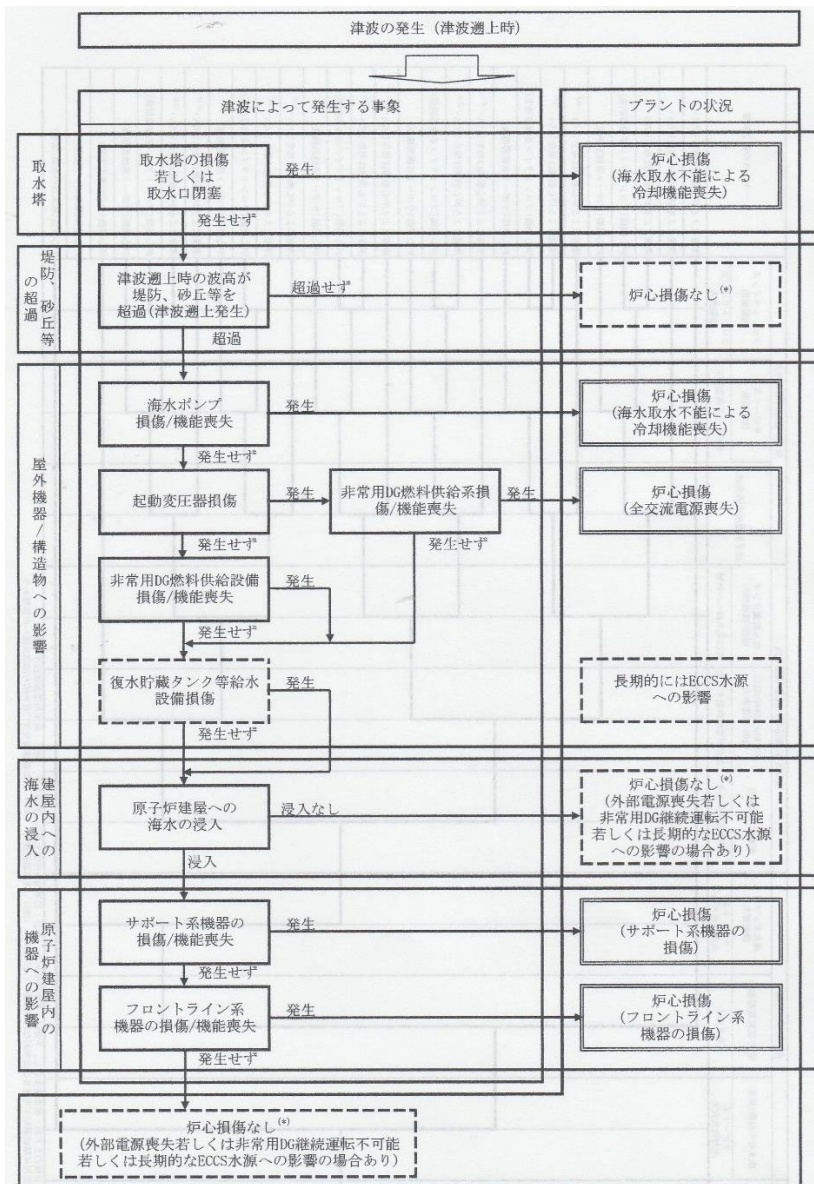 津波の発生（津波遡上時）
津波によって発生する事象
プラントの状況
取水塔
取水塔の損傷
若しくは
取水口閉塞
発生
炉心損傷
(海水取水不能による
冷却機能喪失)
発生せず
堤防、砂丘等
の超過
津波遡上時の波高が
堤防、砂丘等を
超過(津波遡上発生)
超過せず
炉心損傷なし(*)
超過
屋外機器/構造物への影響
海水ポンプ
損傷/機能喪失
発生
炉心損傷
(海水取水不能による
冷却機能喪失)
発生せず
起動変圧器損傷
発生
非常用DG燃料供給系損
傷/機能喪失
発生
炉心損傷
(全交流電源喪失)
発生せず
発生せず
非常用DG燃料供給設備
損傷/機能喪失
発生
発生せず
復水貯蔵タンク等給水
設備損傷
発生
長期的にはECCS水源
への影響
発生せず
建屋内への
海水の浸入
原子炉建屋への
海水の浸入
浸入なし
炉心損傷なし(*)
(外部電源喪失若しくは
非常用DG継続運転不可能
若しくは長期的なECCS水源
への影響の場合あり)
浸入
原子炉建屋内の
機器への影響
サポート系機器の
損傷/機能喪失
発生
炉心損傷
(サポート系機器の
損傷)
発生せず
フロントライン系
機器の損傷/機能喪失
発生
炉心損傷
(フロントライン系
機器の損傷)
発生せず
炉心損傷なし(*)
(外部電源喪失若しくは非常用DG継続運転不可能
若しくは長期的なECCS水源への影響の場合あり)